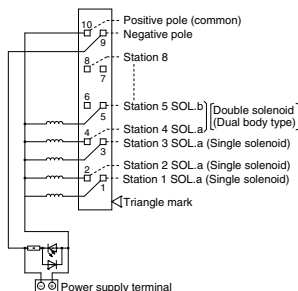 10
Positive pole (common)
9
Negative pole
8
Station 8
7
6
5
Station 5 SOL.b
Double solenoid
(Dual body type)
4
Station 4 SOL.a
3
Station 3 SOL.a (Single solenoid)
2
Station 2 SOL.a (Single solenoid)
1
Station 1 SOL.a (Single solenoid)
Triangle mark
Power supply terminal